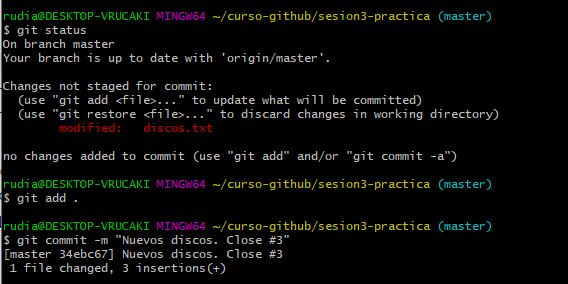 rudia@DESKTOP-VRUCAKI MINGW64 ~/curso-github/sesion3-practica (master)
$ git status
On branch master
Your branch is up to date with 'origin/master'.
Changes not staged for commit:
  (use "git add <file>..." to update what will be committed)
  (use "git restore <file>..." to discard changes in working directory)
        modified:   discos.txt
no changes added to commit (use "git add" and/or "git commit -a")
rudia@DESKTOP-VRUCAKI MINGW64 ~/curso-github/sesion3-practica (master)
$ git add .
rudia@DESKTOP-VRUCAKI MINGW64 ~/curso-github/sesion3-practica (master)
$ git commit -m "Nuevos discos. Close #3"
[master 34ebc67] Nuevos discos. Close #3
 1 file changed, 3 insertions(+)